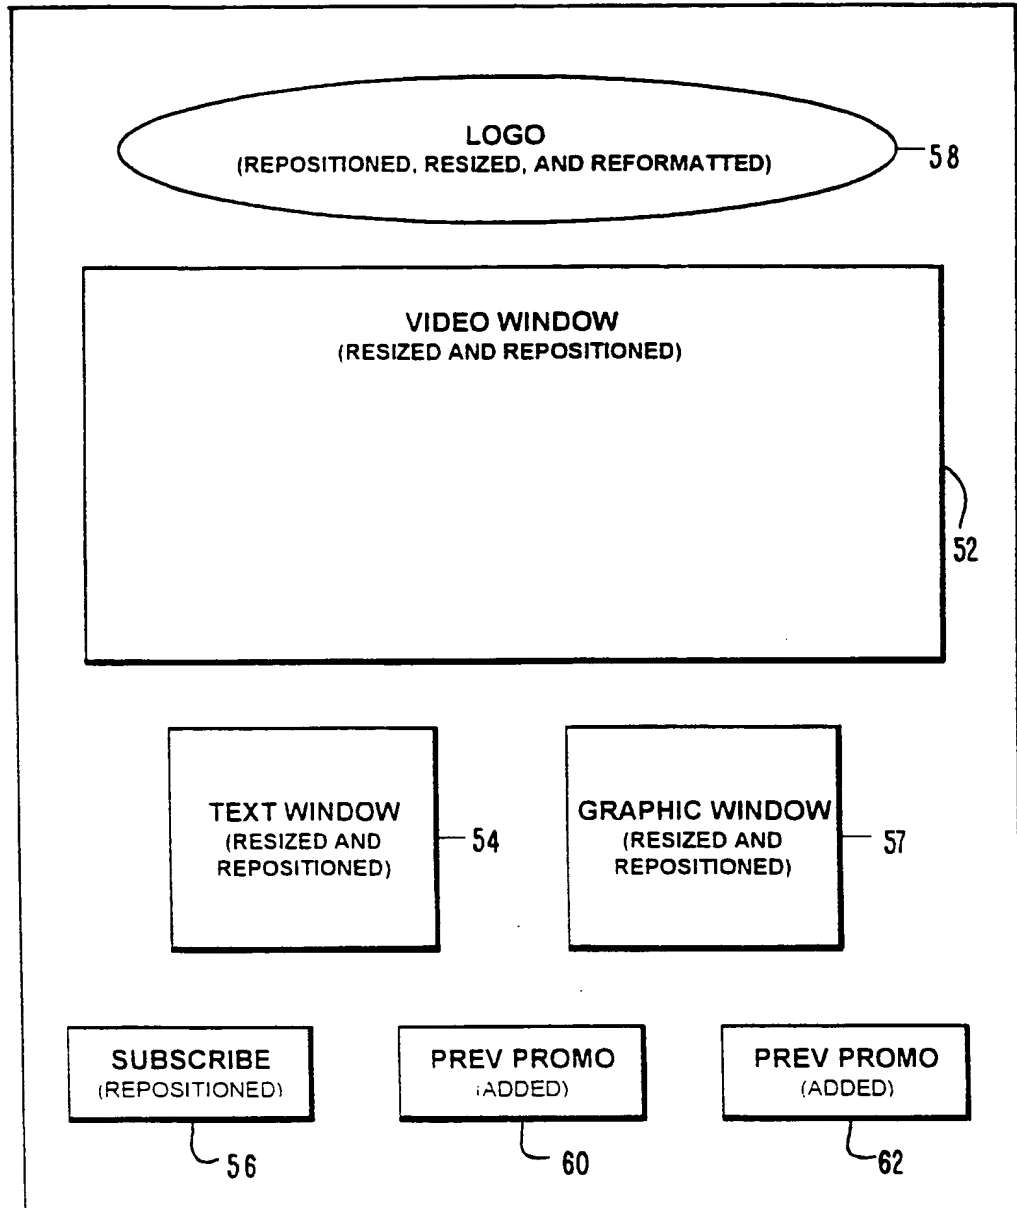 LOGO
(REPOSITIONED, RESIZED, AND REFORMATTED)
58
VIDEO WINDOW
(RESIZED AND REPOSITIONED)
52
TEXT WINDOW
(RESIZED AND
REPOSITIONED)
54
GRAPHIC WINDOW
(RESIZED AND
REPOSITIONED)
57
SUBSCRIBE
(REPOSITIONED)
56
PREV PROMO
(ADDED)
60
PREV PROMO
(ADDED)
62